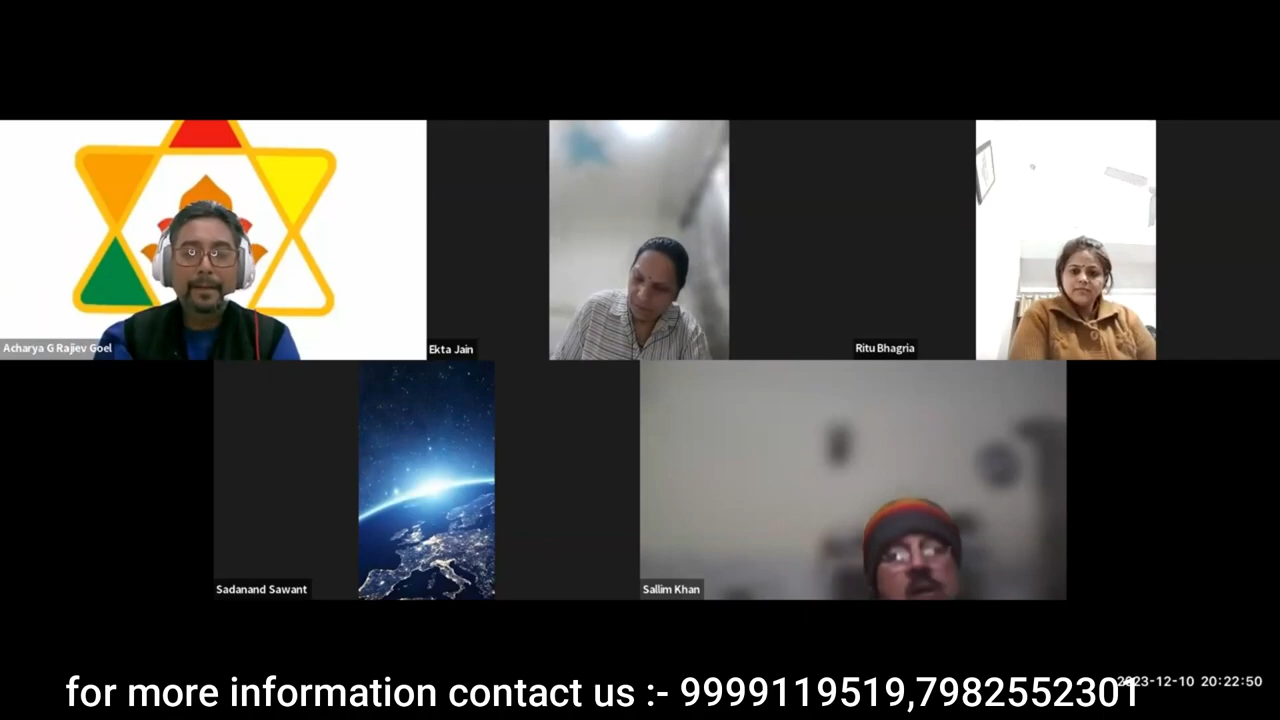 Acharya G Rajiev Goel
Ekta Jain
Ritu Bhagria
Sadanand Sawant
Sallim Khan
for more information contact us :- 9999119519,7982552301
2023-12-10 20:22:50